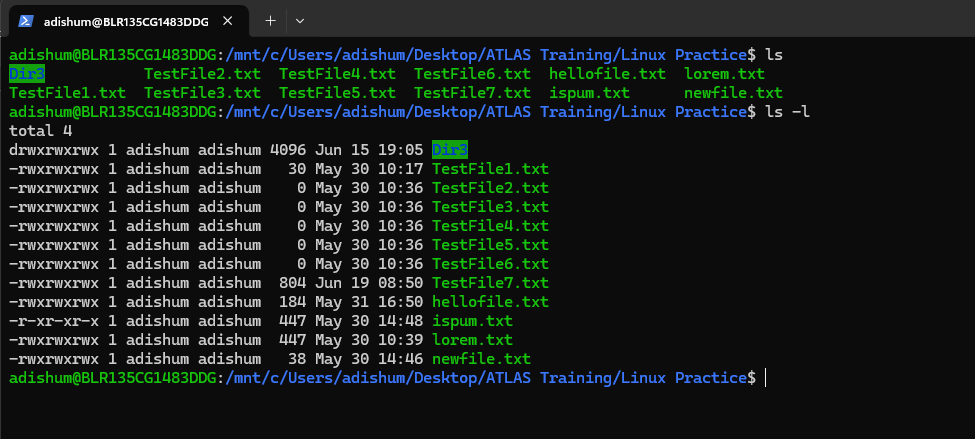 adishum@BLR135CG1483DDG
adishum@BLR135CG1483DDG:/mnt/c/Users/adishum/Desktop/ATLAS Training/Linux Practice$ ls
Dir3           TestFile2.txt  TestFile4.txt  TestFile6.txt  hellofile.txt  lorem.txt
TestFile1.txt  TestFile3.txt  TestFile5.txt  TestFile7.txt  ispum.txt      newfile.txt
adishum@BLR135CG1483DDG:/mnt/c/Users/adishum/Desktop/ATLAS Training/Linux Practice$ ls -l
total 4
drwxrwxrwx 1 adishum adishum 4096 Jun 15 19:05 Dir3
-rwxrwxrwx 1 adishum adishum   30 May 30 10:17 TestFile1.txt
-rwxrwxrwx 1 adishum adishum    0 May 30 10:36 TestFile2.txt
-rwxrwxrwx 1 adishum adishum    0 May 30 10:36 TestFile3.txt
-rwxrwxrwx 1 adishum adishum    0 May 30 10:36 TestFile4.txt
-rwxrwxrwx 1 adishum adishum    0 May 30 10:36 TestFile5.txt
-rwxrwxrwx 1 adishum adishum    0 May 30 10:36 TestFile6.txt
-rwxrwxrwx 1 adishum adishum  804 Jun 19 08:50 TestFile7.txt
-rwxrwxrwx 1 adishum adishum  184 May 31 16:50 hellofile.txt
-r-xr-xr-x 1 adishum adishum  447 May 30 14:48 ispum.txt
-rwxrwxrwx 1 adishum adishum  447 May 30 10:39 lorem.txt
-rwxrwxrwx 1 adishum adishum   38 May 30 14:46 newfile.txt
adishum@BLR135CG1483DDG:/mnt/c/Users/adishum/Desktop/ATLAS Training/Linux Practice$